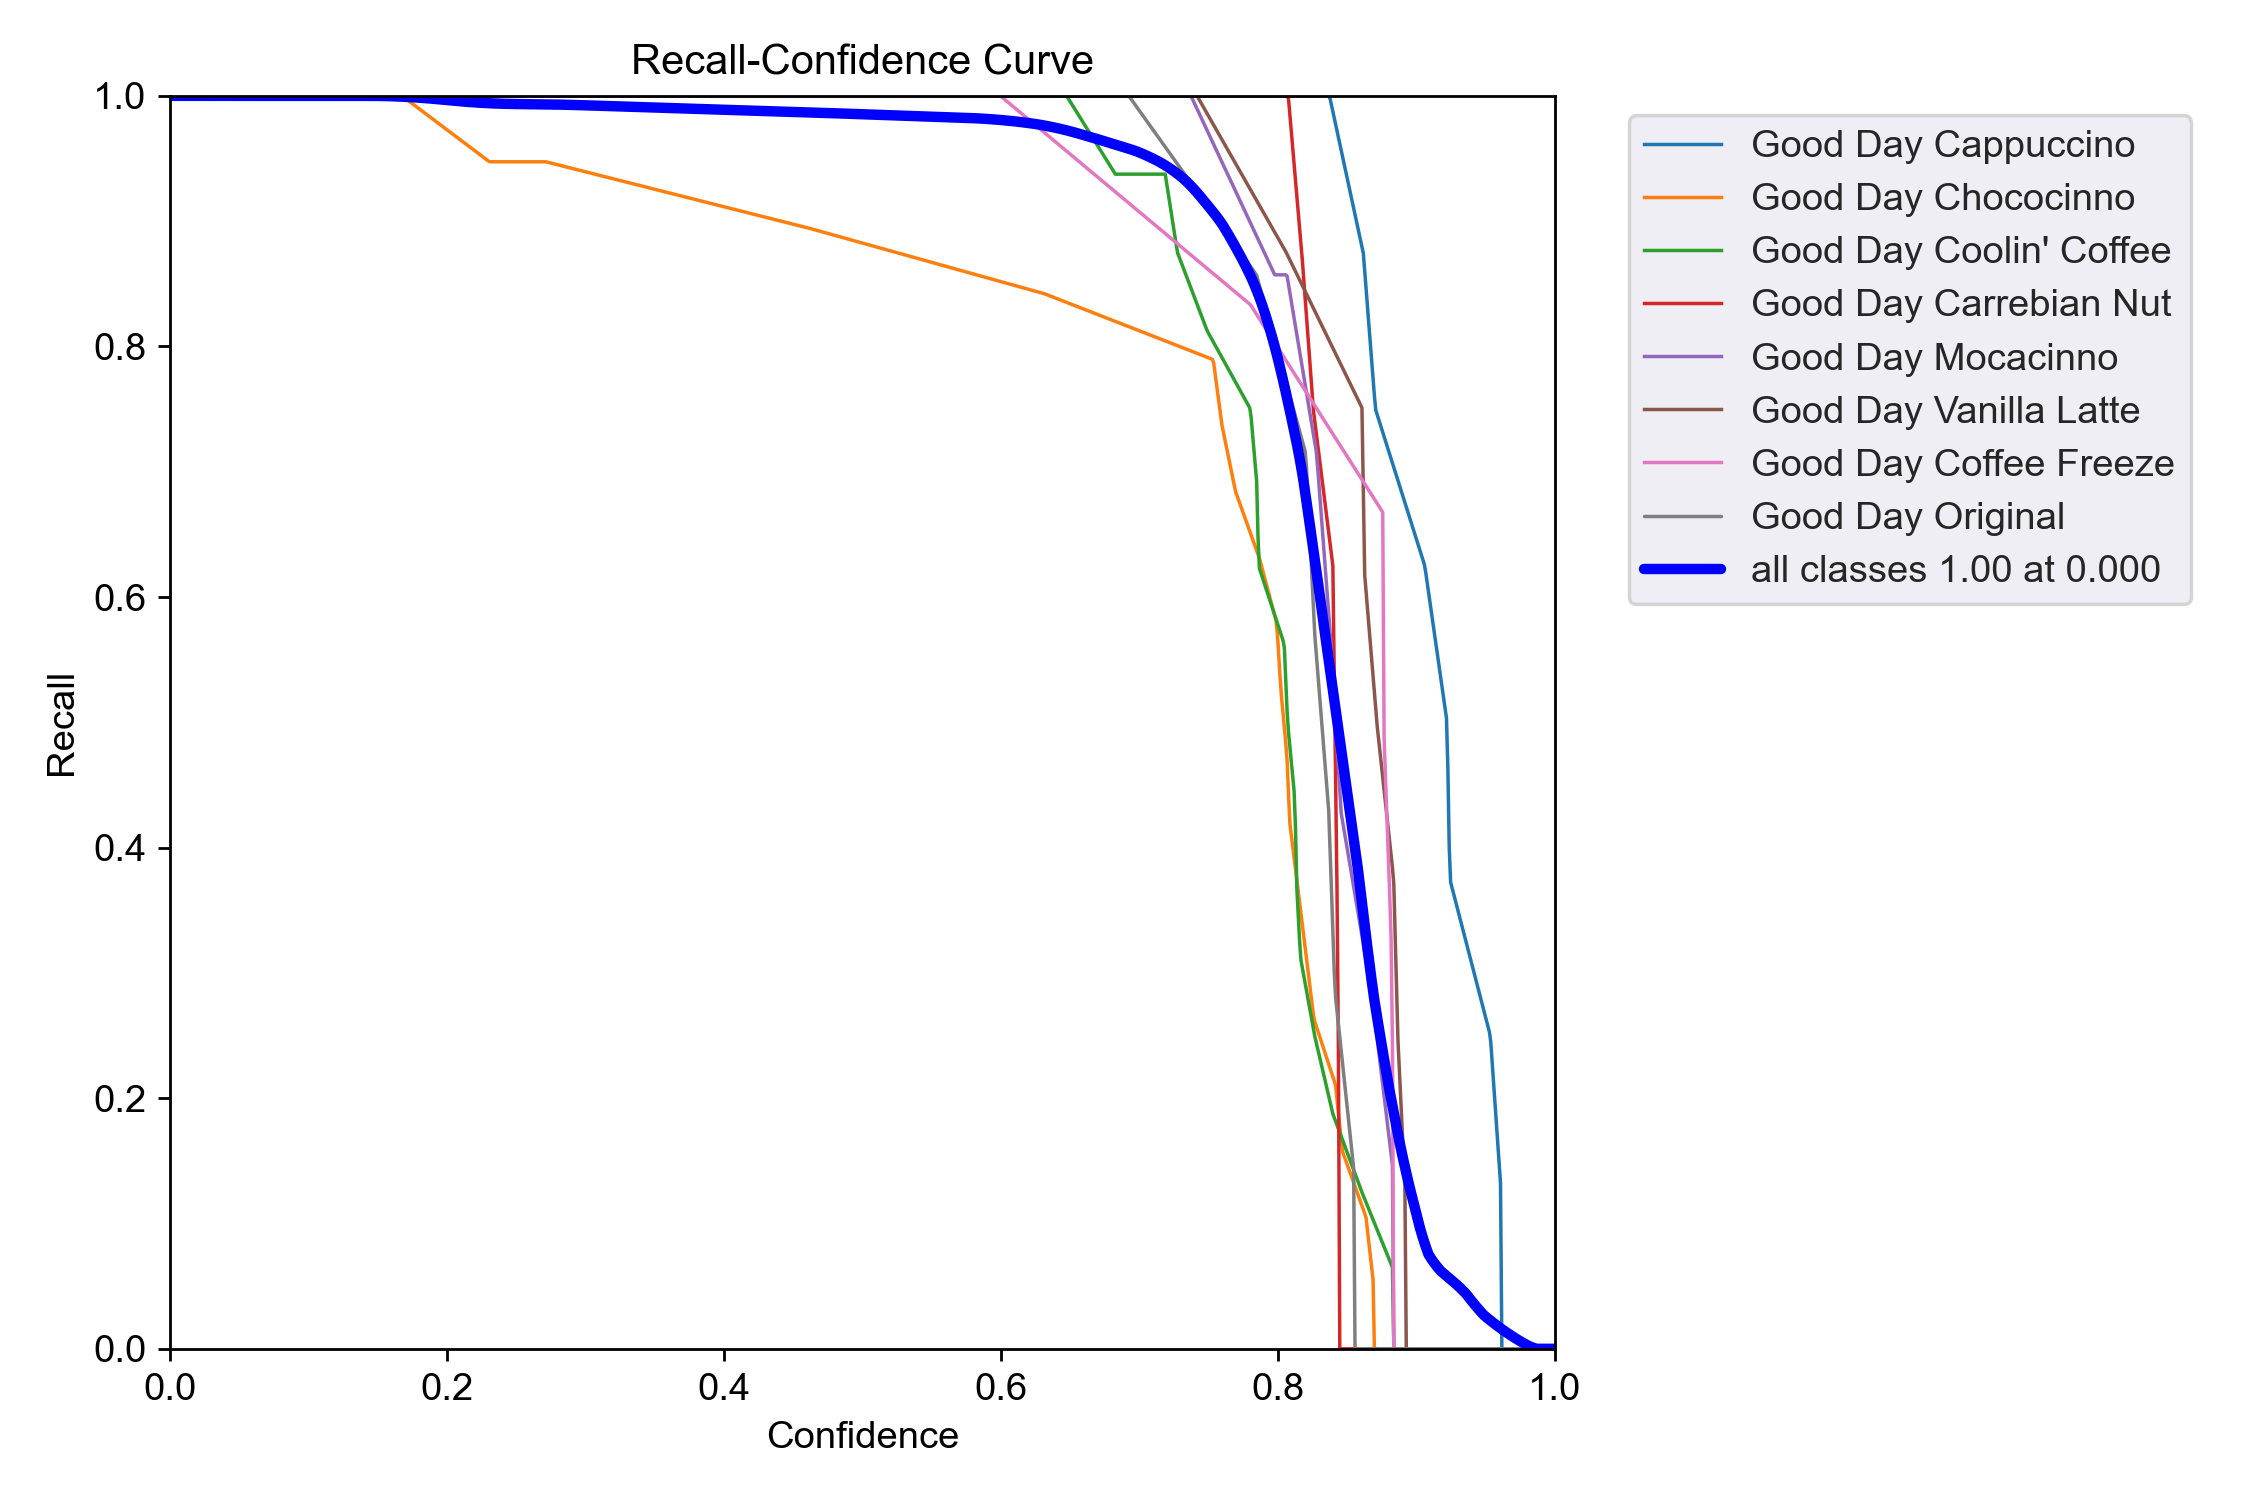 Recall-Confidence Curve
1.0
0.8
0.6
0.4
0.2
0.0
Recall
0.0 0.2 0.4 0.6 0.8 1.0
Confidence
Good Day Cappuccino
Good Day Chococinno
Good Day Coolin' Coffee
Good Day Carrebian Nut
Good Day Mocacinno
Good Day Vanilla Latte
Good Day Coffee Freeze
Good Day Original
all classes 1.00 at 0.000